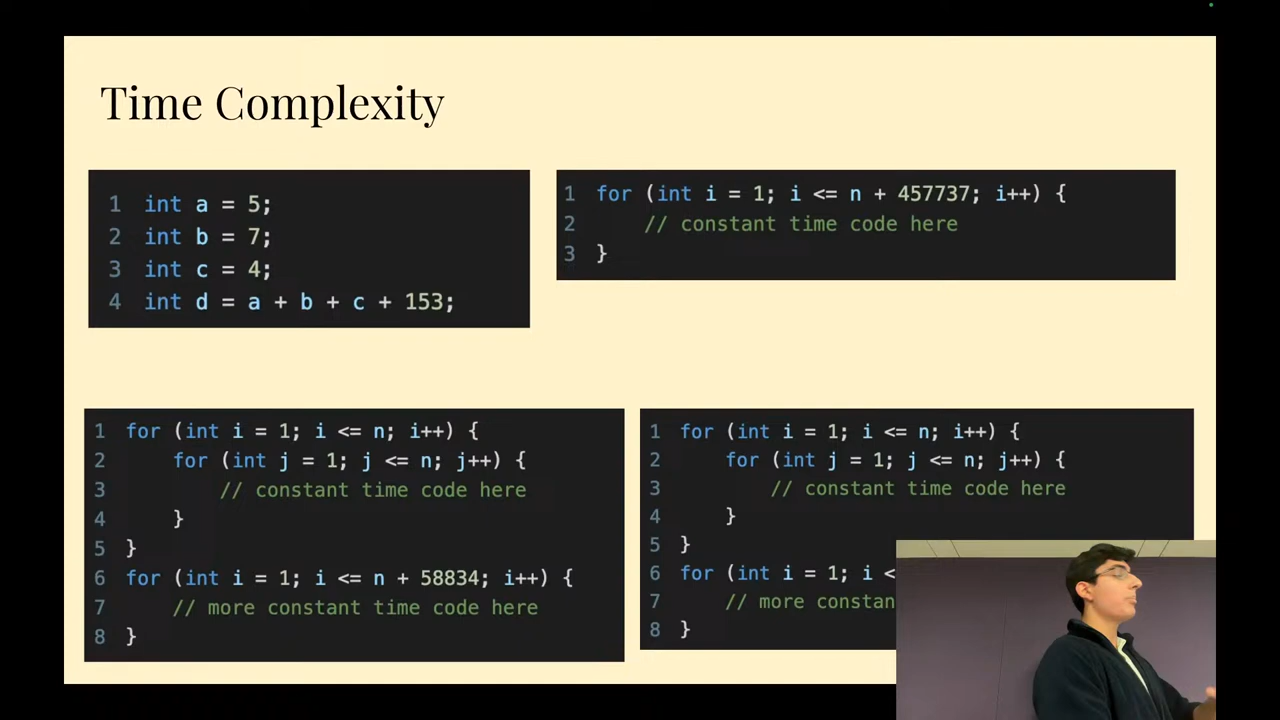 Time Complexity
1 int a = 5;
2 int b = 7;
3 int c = 4;
4 int d = a + b + c + 153;
1 for (int i = 1; i <= n + 457737; i++) {
2     // constant time code here
3 }
1 for (int i = 1; i <= n; i++) {
2     for (int j = 1; j <= n; j++) {
3         // constant time code here
4     }
5 }
6 for (int i = 1; i <= n + 58834; i++) {
7     // more constant time code here
8 }
1 for (int i = 1; i <= n; i++) {
2     for (int j = 1; j <= n; j++) {
3         // constant time code here
4     }
5 }
6 for (int i = 1; i <
7     // more constan
8 }